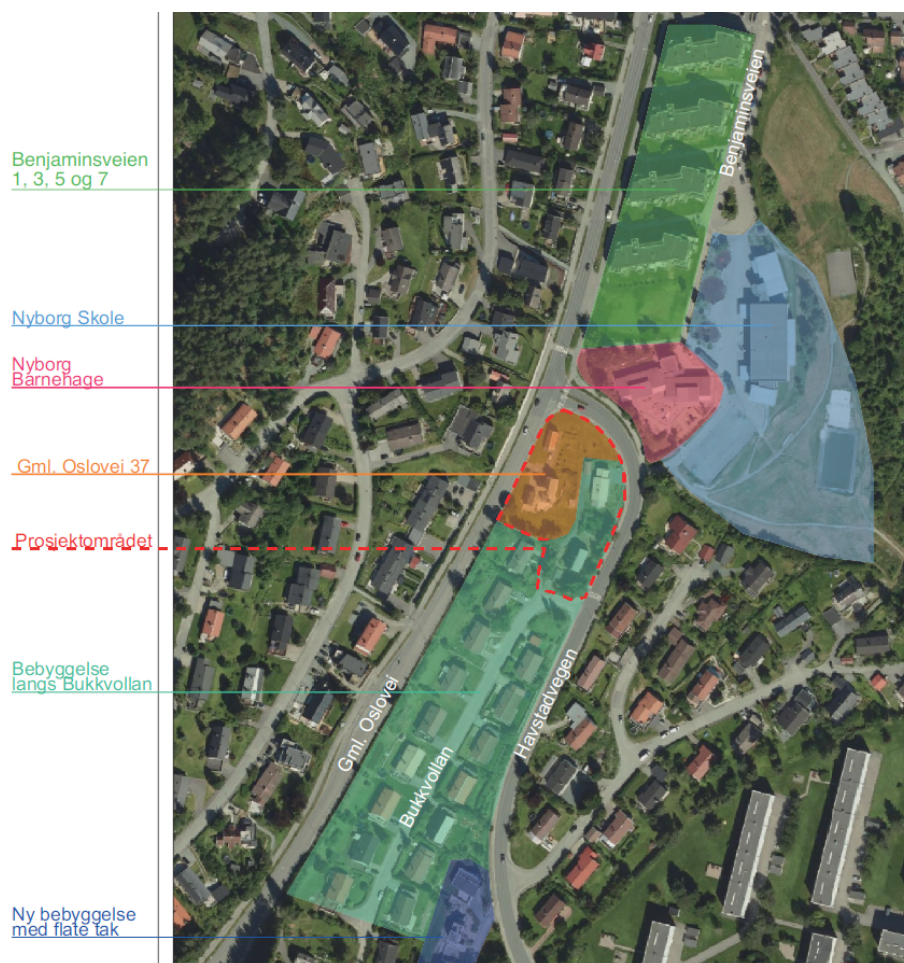 Benjaminsveien
1, 3, 5 og 7
Nyborg Skole
Nyborg
Barnehage
Gml. Oslovei 37
Prosjektområdet
Bebyggelse
langs Bukkvollan
Ny bebyggelse
med flate tak
Benjaminsveien
Gml. Oslovei
Bukkvollan
Havstadvegen